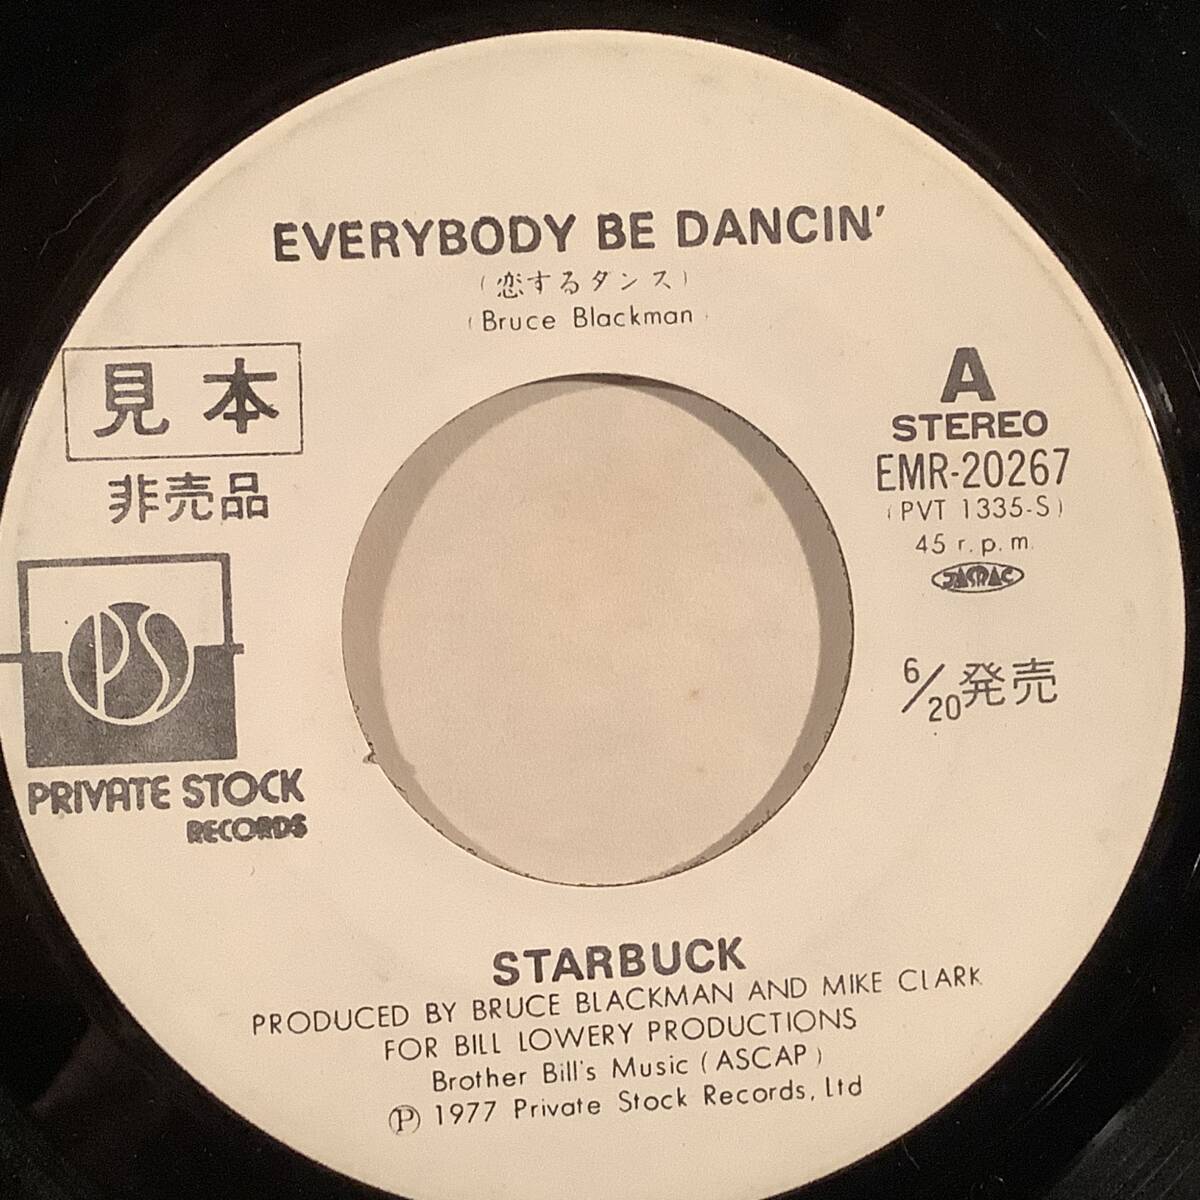 EVERYBODY BE DANCIN'
(恋するダンス)
(Bruce Blackman)
見本
非売品
PS
PRIVATE STOCK
RECORDS
A
STEREO
EMR-20267
(PVT 1335-S)
45 r.p.m.
JASRAC
6/20発売
STARBUCK
PRODUCED BY BRUCE BLACKMAN AND MIKE CLARK
FOR BILL LOWERY PRODUCTIONS
Brother Bill's Music (ASCAP)
Ⓟ 1977 Private Stock Records, Ltd